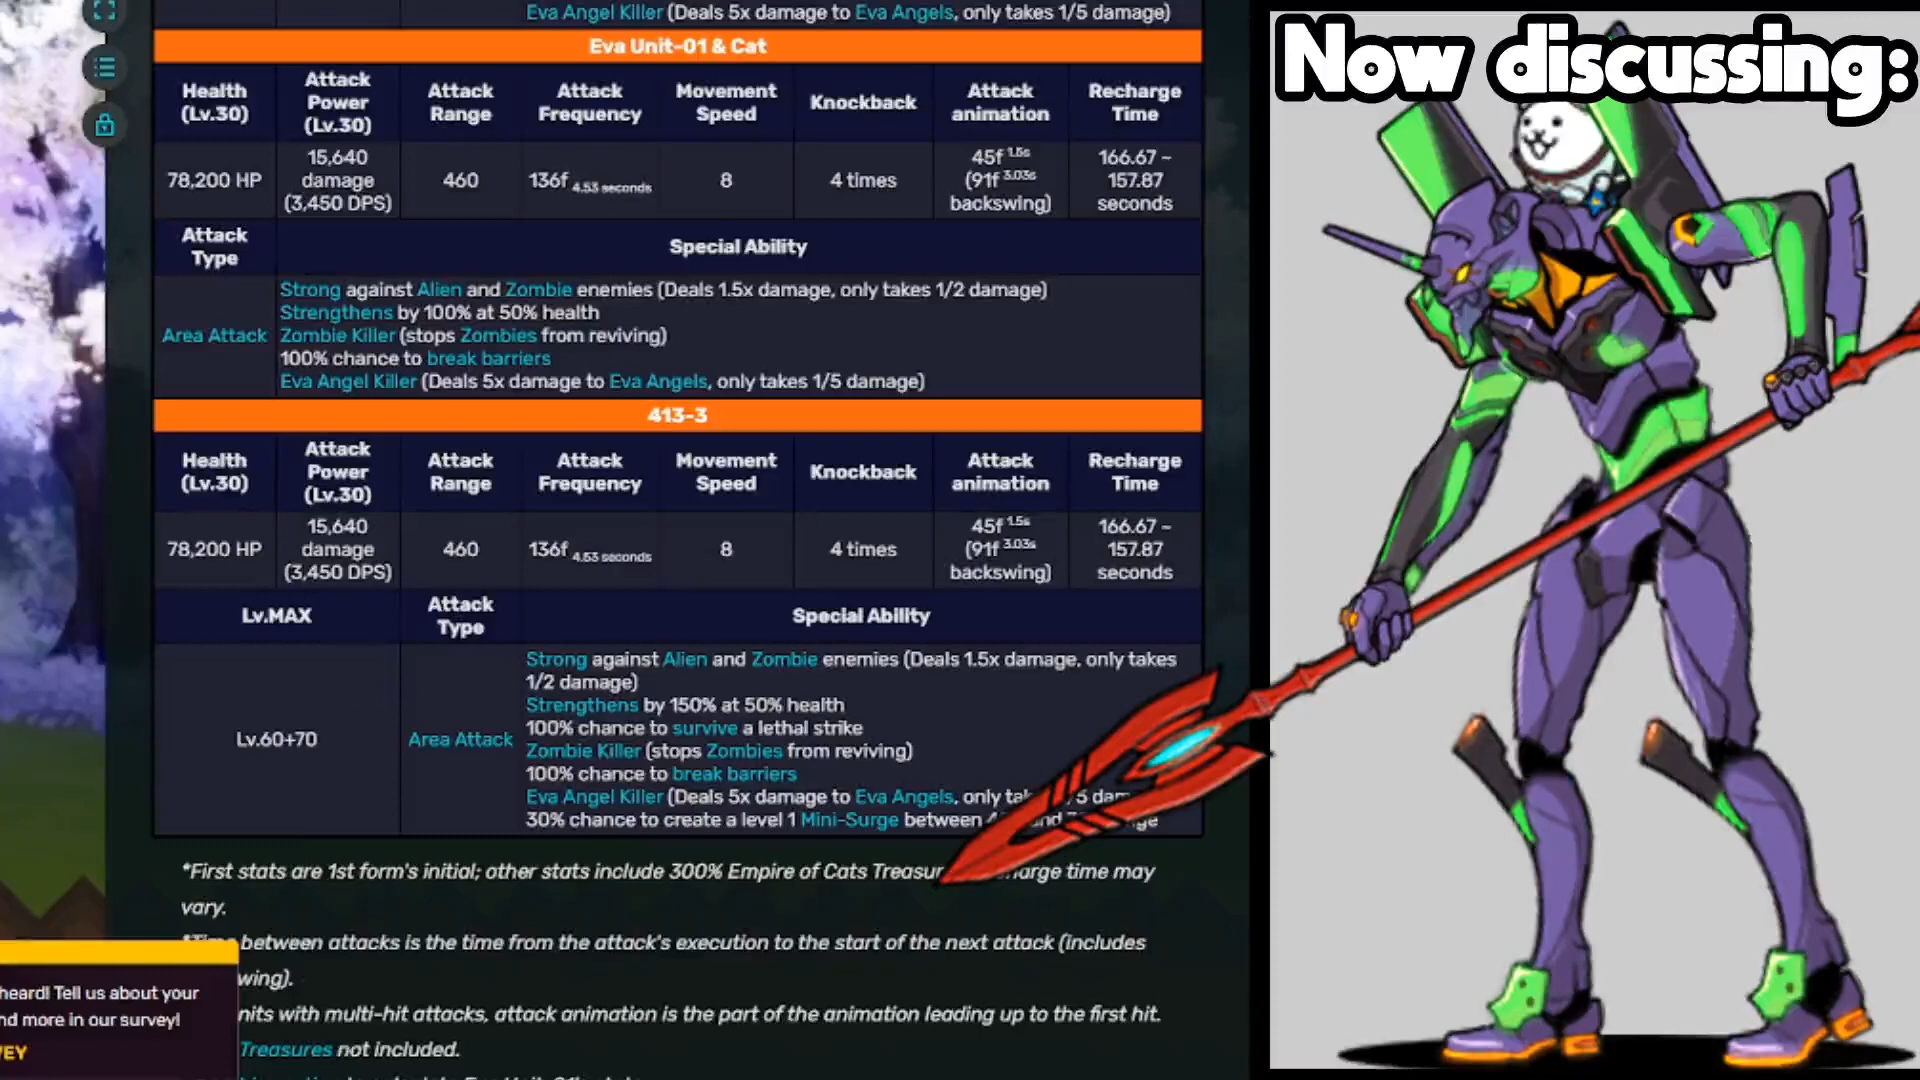 Eva Angel Killer (Deals 5x damage to Eva Angels, only takes 1/5 damage)
Now discussing:
Eva Unit-01 & Cat
Health (Lv.30)
Attack Power (Lv.30)
Attack Range
Attack Frequency
Movement Speed
Knockback
Attack animation
Recharge Time
78,200 HP
15,640 damage (3,450 DPS)
460
136f 4.53 seconds
8
4 times
45f 1.5s (91f 3.03s backswing)
166.67 ~ 157.87 seconds
Attack Type
Special Ability
Area Attack
Strong against Alien and Zombie enemies (Deals 1.5x damage, only takes 1/2 damage)
Strengthens by 100% at 50% health
Zombie Killer (stops Zombies from reviving)
100% chance to break barriers
Eva Angel Killer (Deals 5x damage to Eva Angels, only takes 1/5 damage)
413-3
Health (Lv.30)
Attack Power (Lv.30)
Attack Range
Attack Frequency
Movement Speed
Knockback
Attack animation
Recharge Time
78,200 HP
15,640 damage (3,450 DPS)
460
136f 4.53 seconds
8
4 times
45f 1.5s (91f 3.03s backswing)
166.67 ~ 157.87 seconds
Lv.MAX
Attack Type
Special Ability
Lv.60+70
Area Attack
Strong against Alien and Zombie enemies (Deals 1.5x damage, only takes
1/2 damage)
Strengthens by 150% at 50% health
100% chance to survive a lethal strike
Zombie Killer (stops Zombies from reviving)
100% chance to break barriers
Eva Angel Killer (Deals 5x damage to Eva Angels, only
30% chance to create a level 1 Mini-Surge between and
*First stats are 1st form's initial; other stats include 300% Empire of Cats time may
vary.
between attacks is the time from the attack's execution to the start of the next attack (includes
with multi-hit attacks, attack animation is the part of the animation leading up to the first hit.
Treasures not included.
heard! Tell us about your
more in our survey!